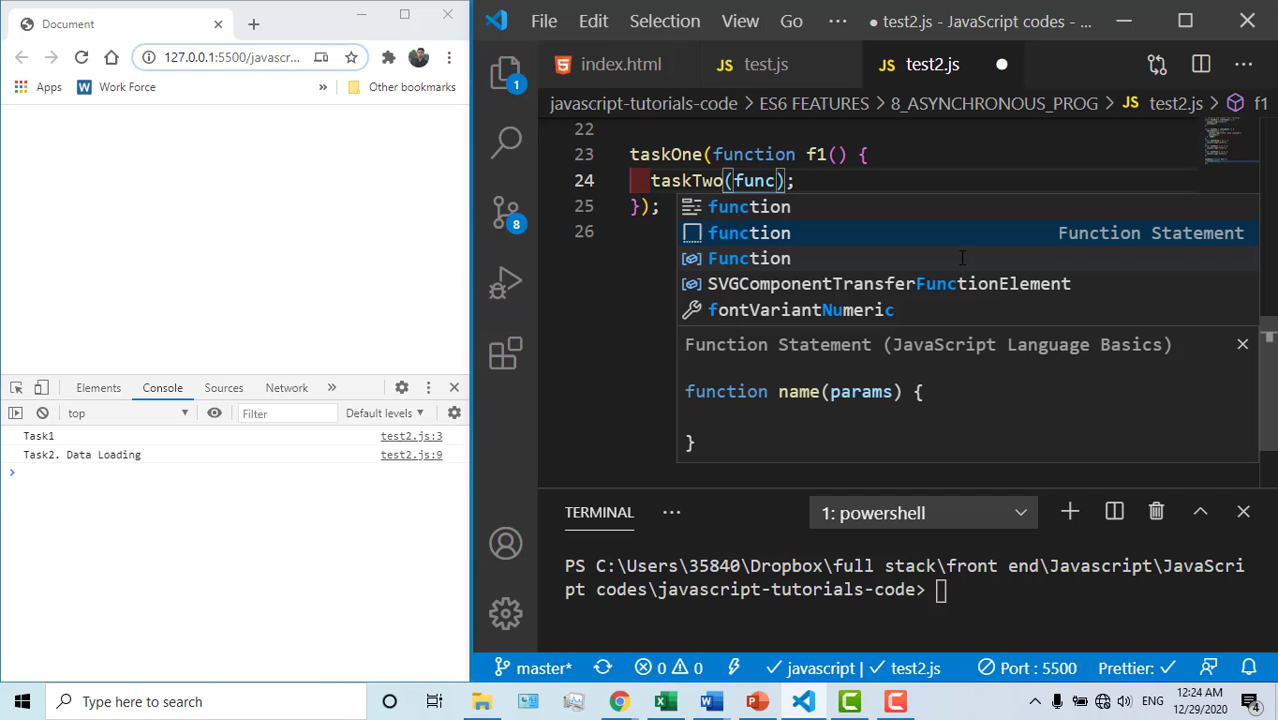 Document
127.0.0.1:5500/javascr...
Apps
Work Force
»
Other bookmarks
Elements
Console
Sources
Network
»
top
Filter
Default levels
Task1
test2.js:3
Task2. Data Loading
test2.js:9
>
File
Edit
Selection
View
Go
···
● test2.js - JavaScript codes - ...
index.html
JS test.js
JS test2.js
1
8
javascript-tutorials-code > ES6 FEATURES > 8_ASYNCHRONOUS_PROG > JS test2.js > f1
22
23 taskOne(function f1() {
24 taskTwo(func);
25 });
26
function
function Function Statement
Function
SVGComponentTransferFunctionElement
fontVariantNumeric
Function Statement (JavaScript Language Basics)
function name(params) {
}
TERMINAL
···
1: powershell
PS C:\Users\35840\Dropbox\full stack\front end\Javascript\JavaScri
pt codes\javascript-tutorials-code>
master*
0
0
javascript | ✓ test2.js
Port : 5500
Prettier: ✓
Type here to search
ENG
12:24 AM
12/29/2020
4